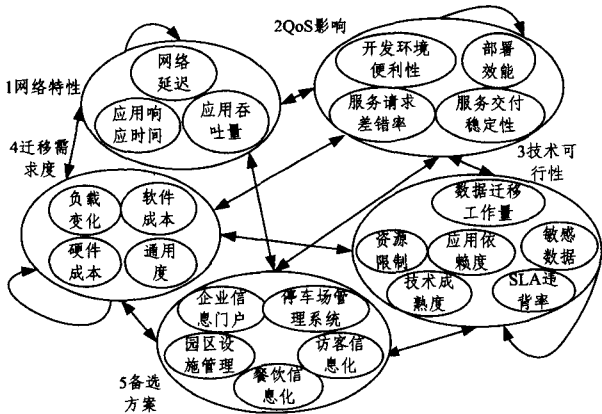 2QoS影响
1网络特性
网络
延迟
应用响
应时间
应用吞
吐量
开发环境
便利性
部署
效能
服务请求
差错率
服务交付
稳定性
4迁移需
求度
负载
变化
软件
成本
硬件
成本
通用
度
3技术可
行性
数据迁移
工作量
资源
限制
应用依
赖度
敏感
数据
技术成
熟度
SLA违
背率
企业信
息门户
停车场管
理系统
园区设
施管理
访客信
息化
餐饮信
息化
5备选
方案